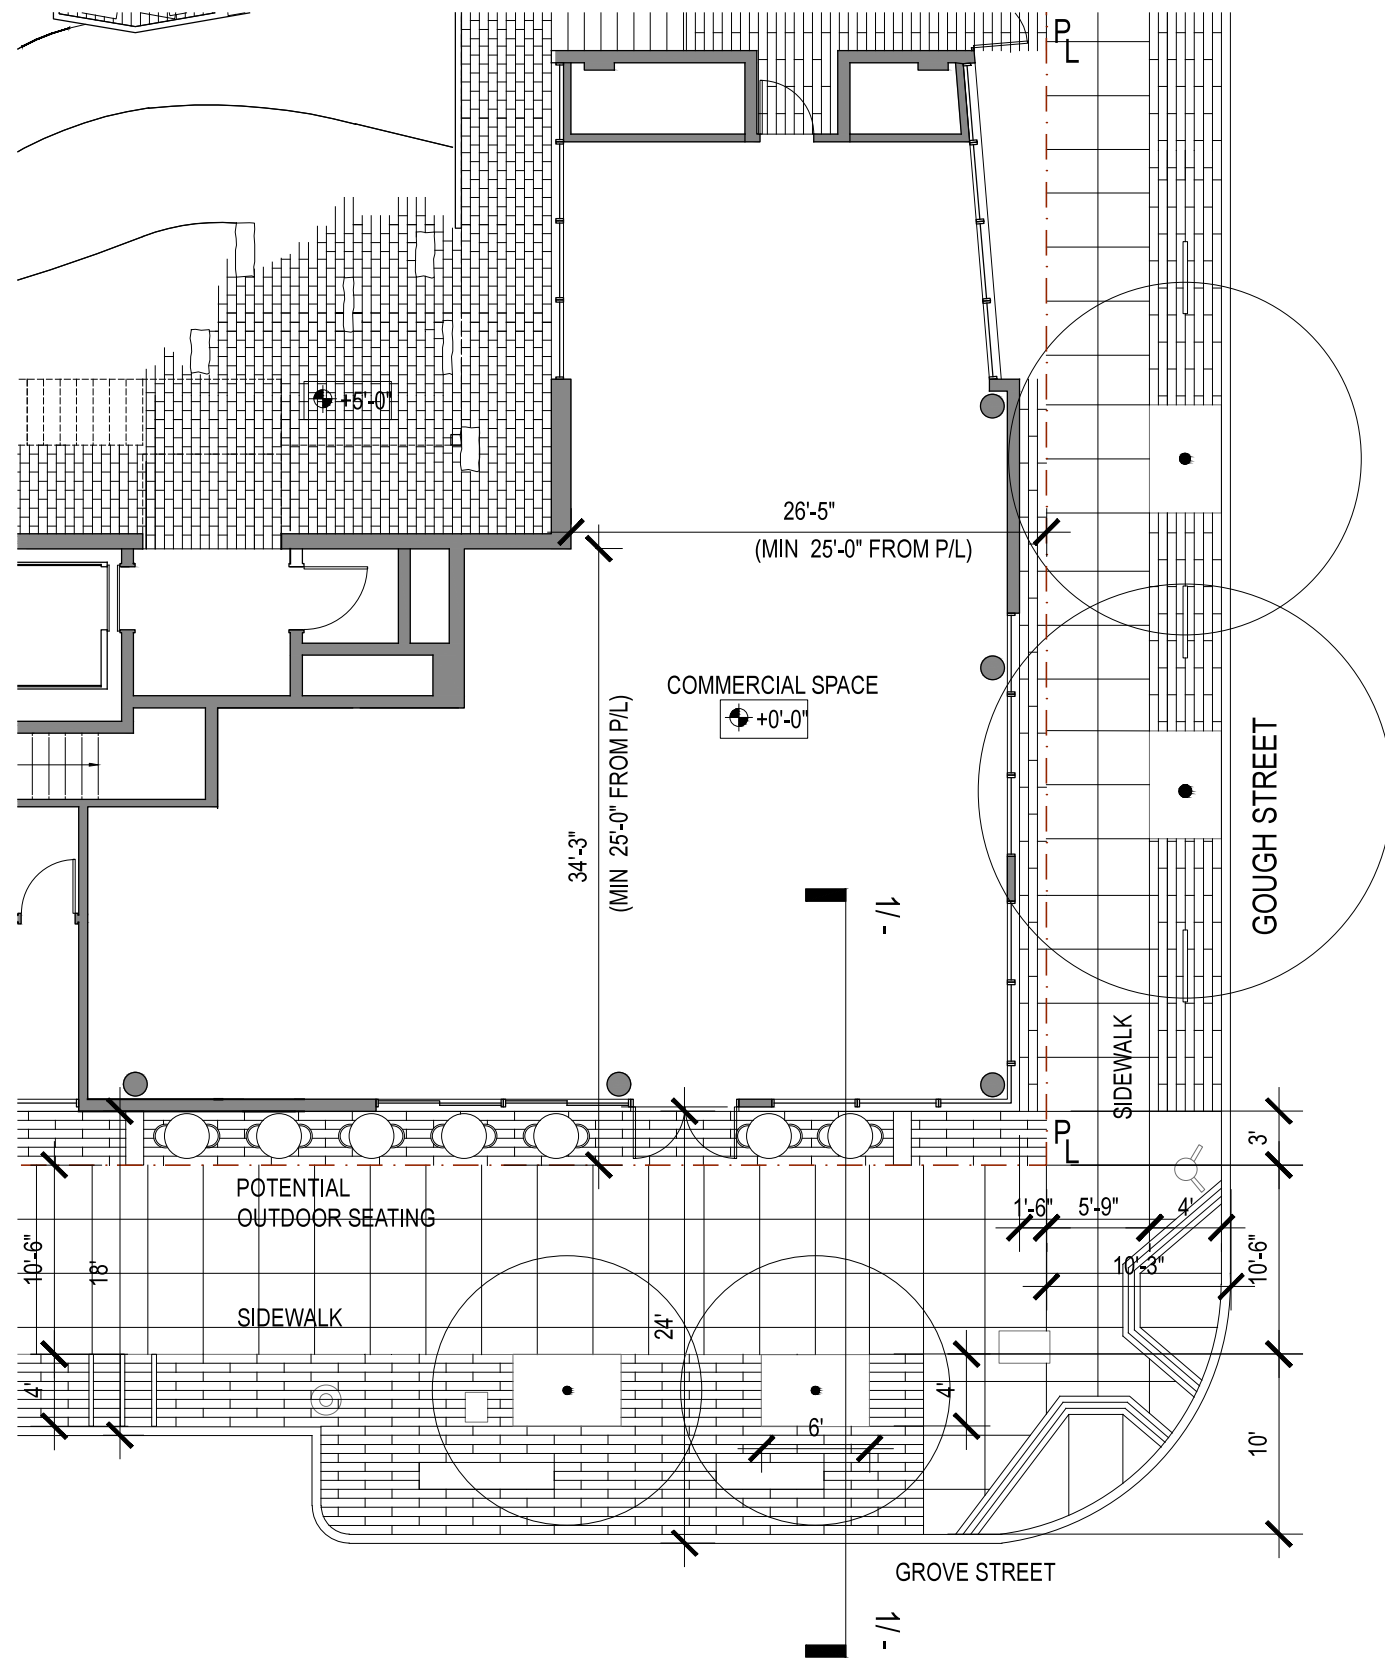 P
L
+5'-0"
26'-5"
(MIN 25'-0" FROM P/L)
COMMERCIAL SPACE
+0'-0"
34'-3"
(MIN 25'-0" FROM P/L)
GOUGH STREET
1/ -
SIDEWALK
P
L
3'
POTENTIAL
OUTDOOR SEATING
1'-6"
5'-9"
4'
10'-3"
10'-6"
10'-6"
18'
SIDEWALK
24'
4'
4'
6'
10'
GROVE STREET
1/ -